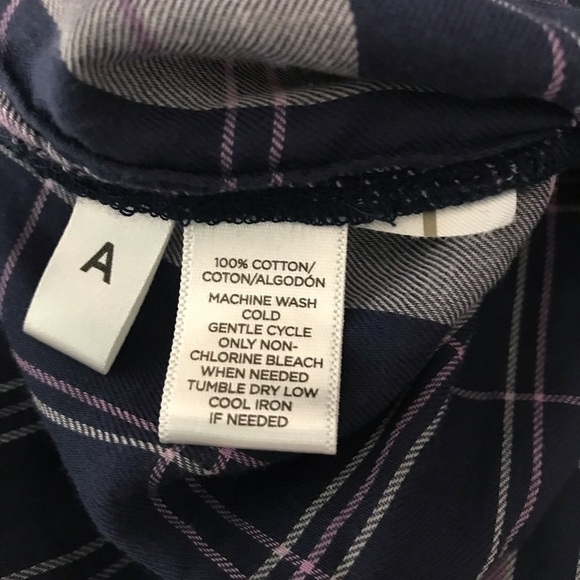 A
100% COTTON/
COTON/ALGODÓN
MACHINE WASH
COLD
GENTLE CYCLE
ONLY NON-
CHLORINE BLEACH
WHEN NEEDED
TUMBLE DRY LOW
COOL IRON
IF NEEDED